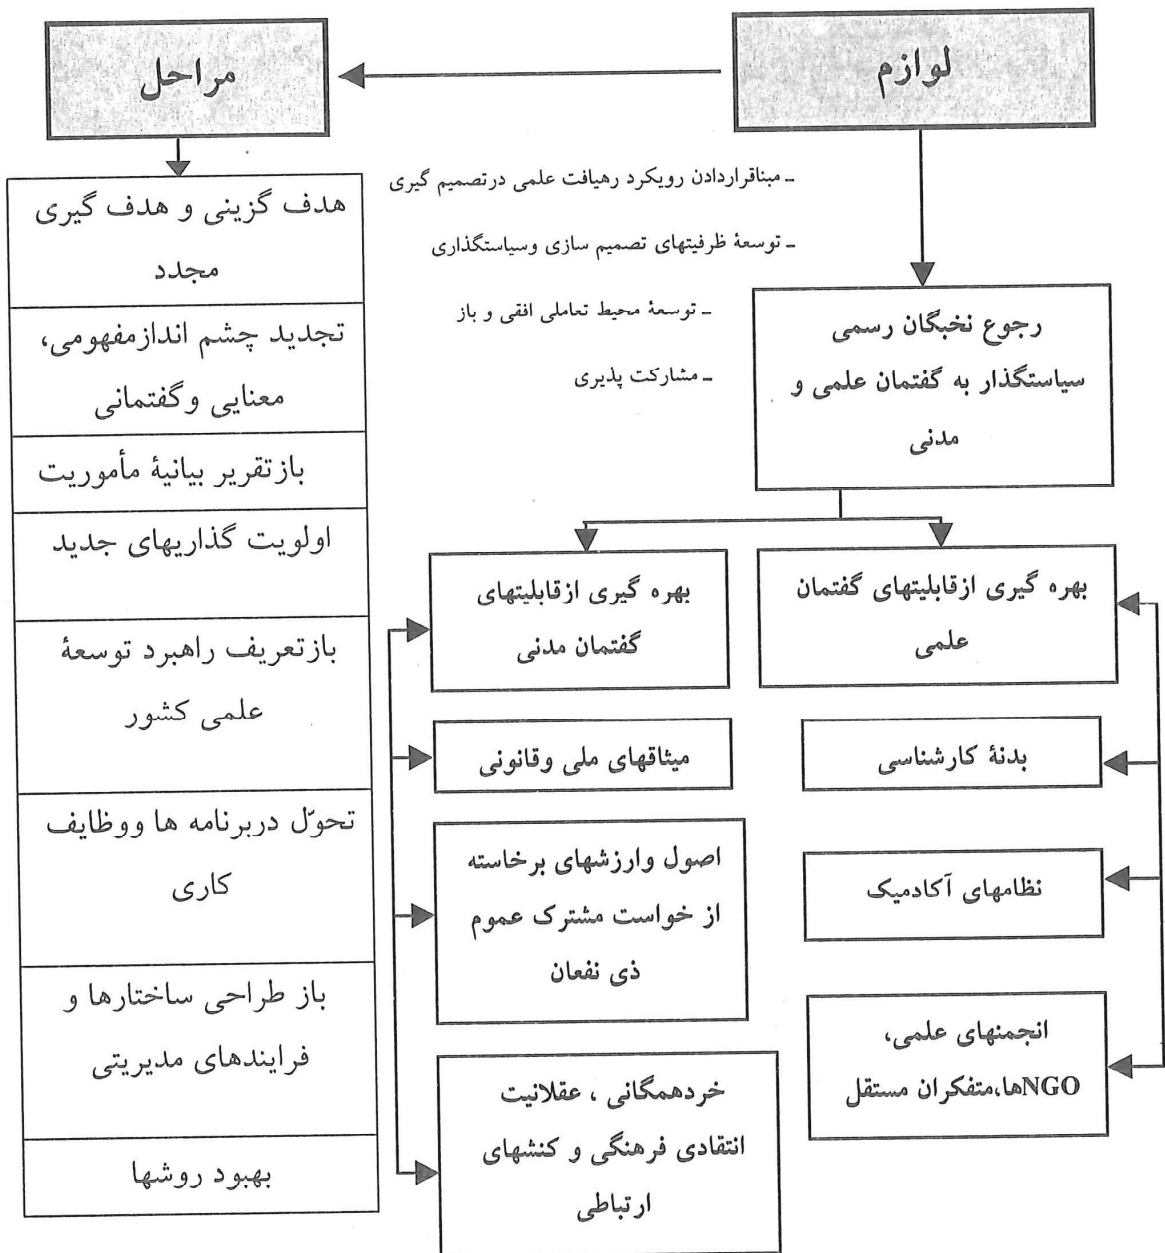 لوازم
مراحل
ـ مبناقراردادن رویکرد رهیافت علمی درتصمیم گیری
ـ توسعهٔ ظرفیتهای تصمیم سازی وسیاستگذاری
ـ توسعهٔ محیط تعاملی افقی و باز
ـ مشارکت پذیری
رجوع نخبگان رسمی
سیاستگذار به گفتمان علمی و
مدنی
بهره گیری ازقابلیتهای گفتمان
علمی
بدنهٔ کارشناسی
نظامهای آکادمیک
انجمنهای علمی،
NGOها،متفکران مستقل
بهره گیری ازقابلیتهای
گفتمان مدنی
میثاقهای ملی وقانونی
اصول وارزشهای برخاسته
از خواست مشترک عموم
ذی نفعان
خردهمگانی ، عقلانیت
انتقادی فرهنگی و کنشهای
ارتباطی
هدف گزینی و هدف گیری
مجدد
تجدید چشم اندازمفهومی،
معنایی وگفتمانی
بازتقریر بیانیهٔ مأموریت
اولویت گذاریهای جدید
بازتعریف راهبرد توسعهٔ
علمی کشور
تحوّل دربرنامه ها ووظایف
کاری
باز طراحی ساختارها و
فرایندهای مدیریتی
بهبود روشها